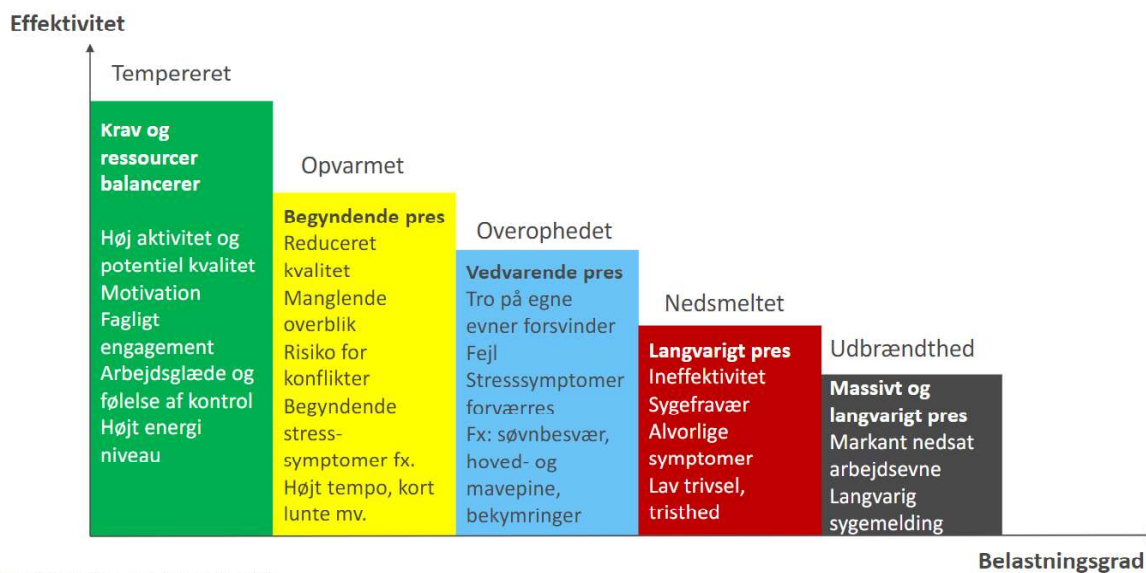 Effektivitet
Tempereret
Krav og
ressourcer
balancerer
Høj aktivitet og
potentiel kvalitet
Motivation
Fagligt
engagement
Arbejdsglæde og
følelse af kontrol
Højt energi
niveau
Opvarmet
Begyndende pres
Reduceret
kvalitet
Manglende
overblik
Risiko for
konflikter
Begyndende
stress-
symptomer fx.
Højt tempo, kort
lunte mv.
Overophedet
Vedvarende pres
Tro på egne
evner forsvinder
Fejl
Stresssymptomer
forværres
Fx: søvnbesvær,
hoved- og
mavepine,
bekymringer
Nedsmeltet
Langvarigt pres
Ineffektivitet
Sygefravær
Alvorlige
symptomer
Lav trivsel,
tristhed
Udbrændthed
Massivt og
langvarigt pres
Markant nedsat
arbejdsevne
Langvarig
sygemelding
Belastningsgrad